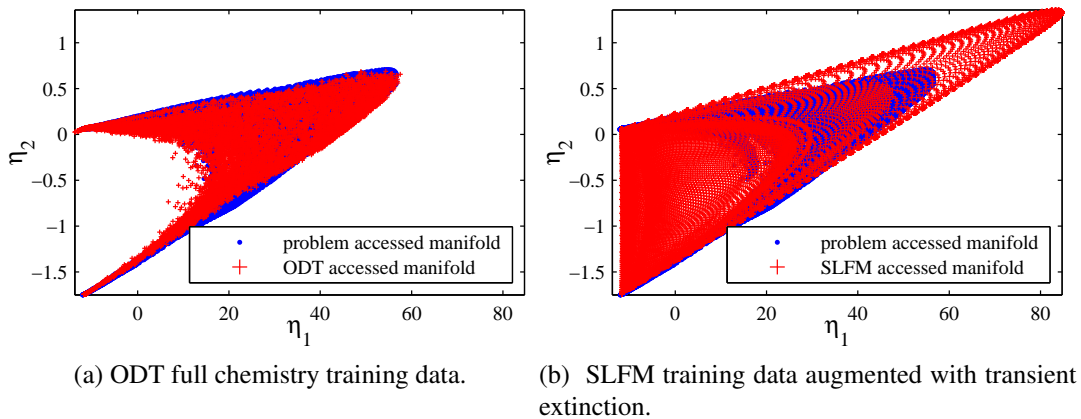 1
0.5
0
−0.5
−1
−1.5
η2
0 20 40 60 80
η1
problem accessed manifold
ODT accessed manifold
(a) ODT full chemistry training data.
1
0.5
0
−0.5
−1
−1.5
η2
0 20 40 60 80
η1
problem accessed manifold
SLFM accessed manifold
(b) SLFM training data augmented with transient
extinction.